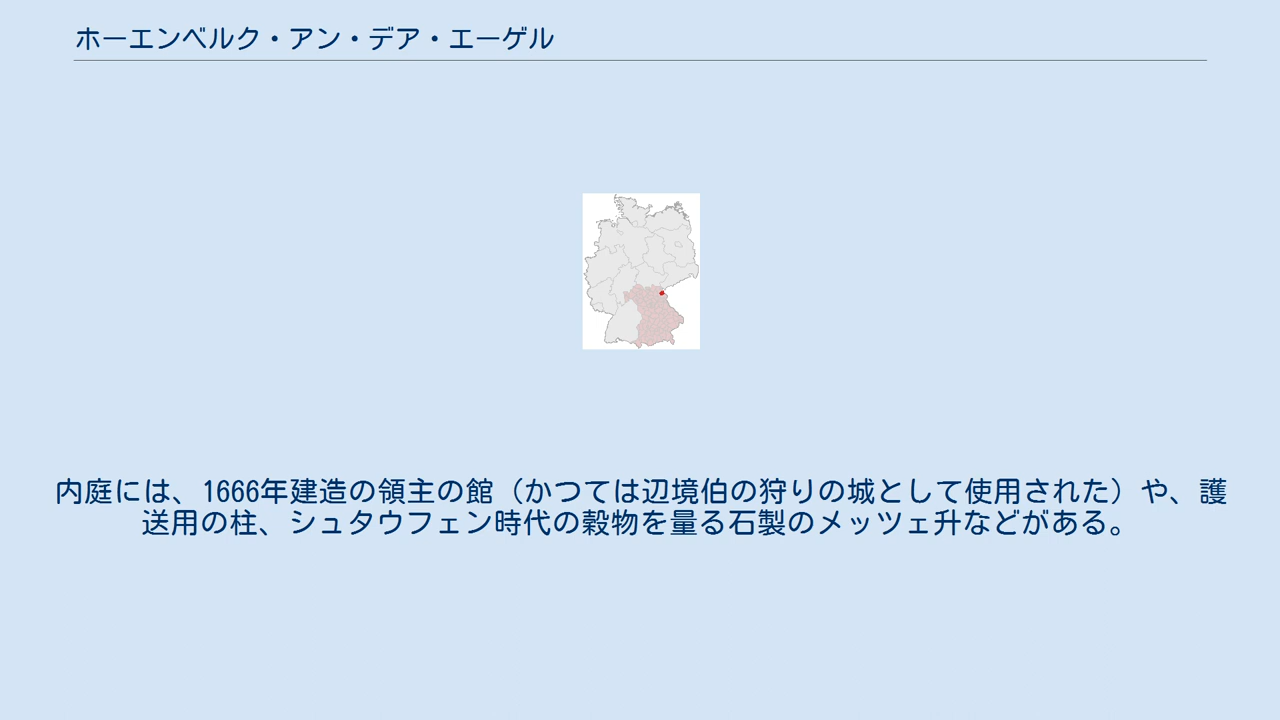 ホーエンベルク・アン・デア・エーゲル
内庭には、1666年建造の領主の館（かつては辺境伯の狩りの城として使用された）や、護
送用の柱、シュタウフェン時代の穀物を量る石製のメッツェ升などがある。